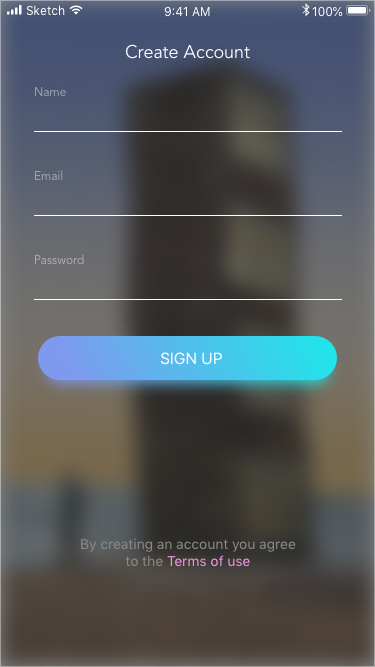 Sketch 9:41 AM 100%
Create Account
Name
Email
Password
SIGN UP
By creating an account you agree
to the Terms of use